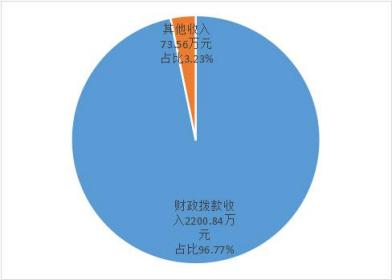 其他收入
73.56万元
占比3.23%
财政拨款收
入2200.84万
元
占比96.77%